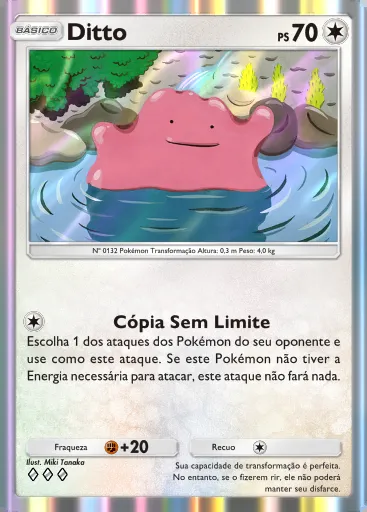 BÁSICO Ditto PS 70
Nº 0132 Pokémon Transformação Altura: 0,3 m Peso: 4,0 kg
Cópia Sem Limite
Escolha 1 dos ataques dos Pokémon do seu oponente e
use como este ataque. Se este Pokémon não tiver a
Energia necessária para atacar, este ataque não fará nada.
Fraqueza +20 Recuo
Ilust. Miki Tanaka
Sua capacidade de transformação é perfeita.
No entanto, se o fizerem rir, ele não poderá
manter seu disfarce.